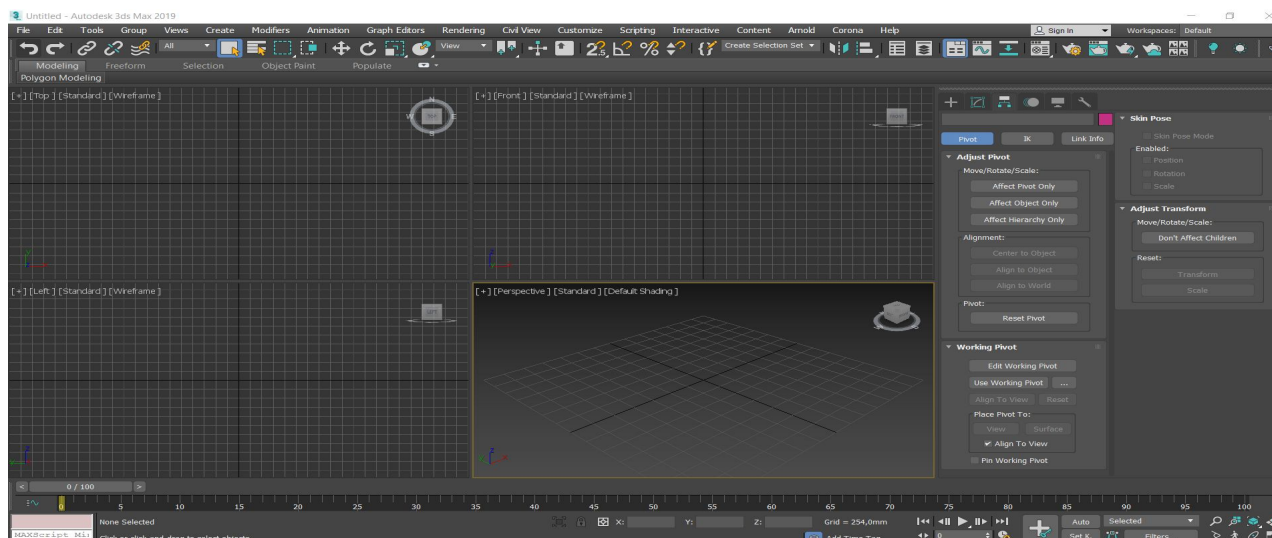 Untitled - Autodesk 3ds Max 2019
File Edit Tools Group Views Create Modifiers Animation Graph Editors Rendering Civil View Customize Scripting Interactive Content Arnold Corona Help Sign In Workspaces: Default
All View Create Selection Set
Modeling Freeform Selection Object Paint Populate
Polygon Modeling
[+] [Top] [Standard] [Wireframe] [+] [Front] [Standard] [Wireframe]
N
W E
S
Skin Pose
Skin Pose Mode
Enabled:
Position
Rotation
Scale
Pivot IK Link Info
Adjust Pivot
Move/Rotate/Scale:
Affect Pivot Only
Affect Object Only
Affect Hierarchy Only
Alignment:
Center to Object
Align to Object
Align to World
Pivot:
Reset Pivot
Adjust Transform
Move/Rotate/Scale:
Don't Affect Children
Reset:
Transform
Scale
[+] [Left] [Standard] [Wireframe] [+] [Perspective] [Standard] [Default Shading]
Working Pivot
Edit Working Pivot
Use Working Pivot ...
Align To View Reset
Place Pivot To:
View Surface
Align To View
Pin Working Pivot
< 0 / 100 >
0 5 10 15 20 25 30 35 40 45 50 55 60 65 70 75 80 85 90 95 100
None Selected X: Y: Z: Grid = 254,0mm Auto Selected
MAXScript Mi Click or click-and-drag to select objects Add Time Tag 0 Set K. Filters